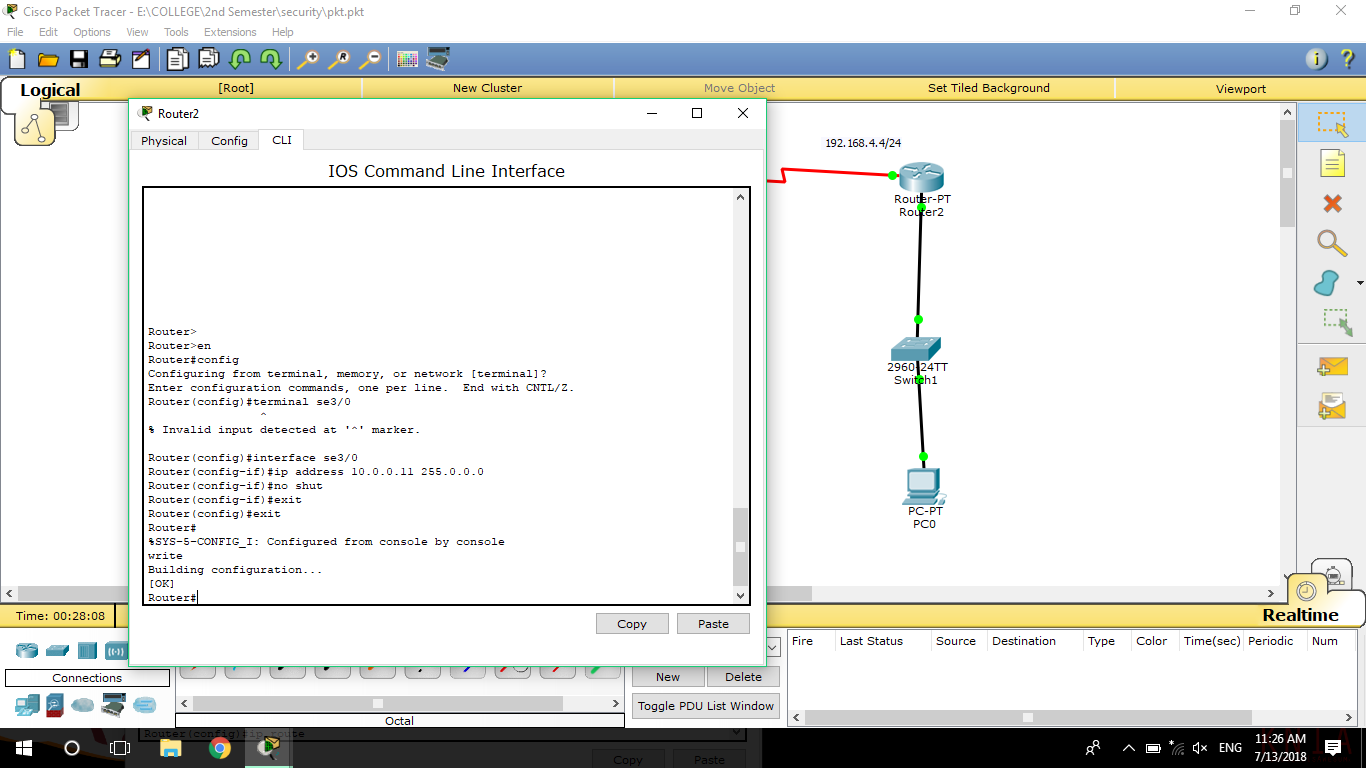 Cisco Packet Tracer - E:\COLLEGE\2nd Semester\security\pkt.pkt
File Edit Options View Tools Extensions Help
Logical [Root] New Cluster Move Object Set Tiled Background Viewport
Router2
Physical Config CLI
IOS Command Line Interface
Router>
Router>en
Router#config
Configuring from terminal, memory, or network [terminal]?
Enter configuration commands, one per line.  End with CNTL/Z.
Router(config)#terminal se3/0
^
% Invalid input detected at '^' marker.
Router(config)#interface se3/0
Router(config-if)#ip address 10.0.0.11 255.0.0.0
Router(config-if)#no shut
Router(config-if)#exit
Router(config)#exit
Router#
%SYS-5-CONFIG_I: Configured from console by console
write
Building configuration...
[OK]
Router#
Copy Paste
192.168.4.4/24
Router-PT
Router2
2960-24TT
Switch1
PC-PT
PC0
Time: 00:28:08
Realtime
Fire Last Status Source Destination Type Color Time(sec) Periodic Num
Connections
New Delete
Toggle PDU List Window
Octal
Router(config)#ip route
Copy Paste
ENG
11:26 AM
7/13/2018